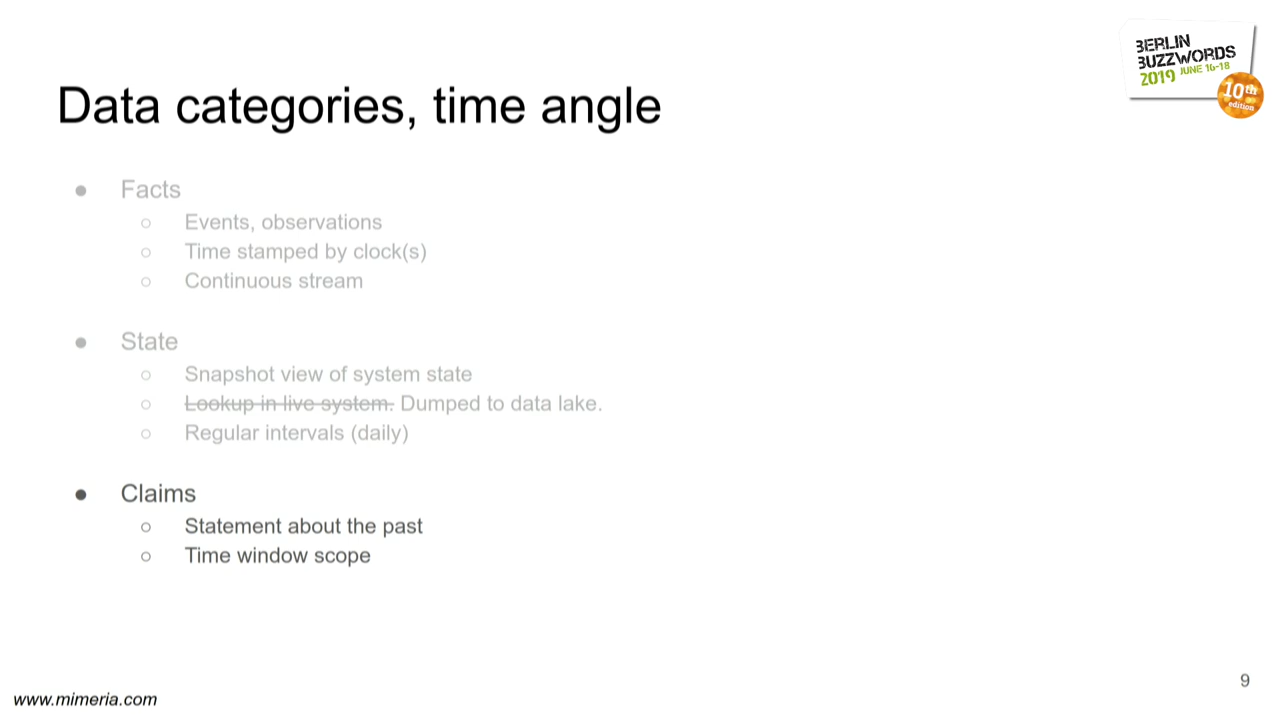 BERLIN
BUZZWORDS
2019 JUNE 16-18
10th
edition
Data categories, time angle
● Facts
○ Events, observations
○ Time stamped by clock(s)
○ Continuous stream
● State
○ Snapshot view of system state
○ Lookup in live system. Dumped to data lake.
○ Regular intervals (daily)
● Claims
○ Statement about the past
○ Time window scope
9
www.mimeria.com